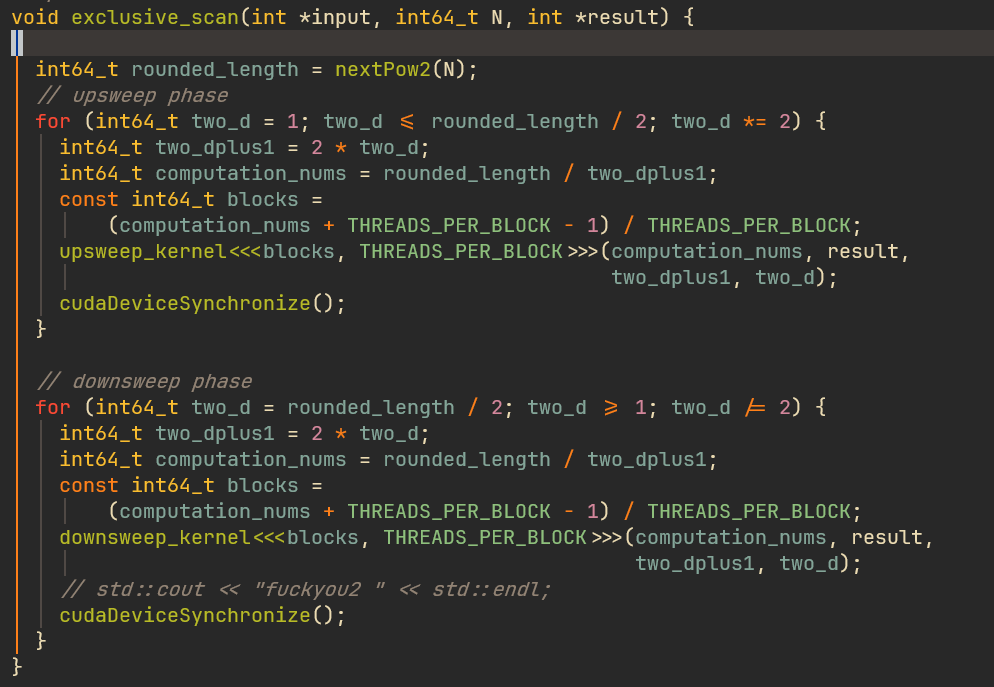 void exclusive_scan(int *input, int64_t N, int *result) {
int64_t rounded_length = nextPow2(N);
// upsweep phase
for (int64_t two_d = 1; two_d <= rounded_length / 2; two_d *= 2) {
int64_t two_dplus1 = 2 * two_d;
int64_t computation_nums = rounded_length / two_dplus1;
const int64_t blocks =
(computation_nums + THREADS_PER_BLOCK - 1) / THREADS_PER_BLOCK;
upsweep_kernel<<<blocks, THREADS_PER_BLOCK>>>(computation_nums, result,
two_dplus1, two_d);
cudaDeviceSynchronize();
}
// downsweep phase
for (int64_t two_d = rounded_length / 2; two_d >= 1; two_d /= 2) {
int64_t two_dplus1 = 2 * two_d;
int64_t computation_nums = rounded_length / two_dplus1;
const int64_t blocks =
(computation_nums + THREADS_PER_BLOCK - 1) / THREADS_PER_BLOCK;
downsweep_kernel<<<blocks, THREADS_PER_BLOCK>>>(computation_nums, result,
two_dplus1, two_d);
// std::cout << "fuckyou2 " << std::endl;
cudaDeviceSynchronize();
}
}